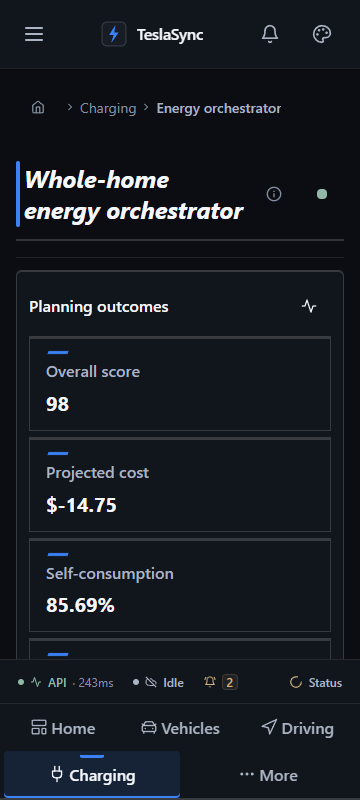 TeslaSync
Charging
Energy orchestrator
Whole-home
energy orchestrator
Planning outcomes
Overall score
98
Projected cost
$-14.75
Self-consumption
85.69%
API · 243ms
Idle
2
Status
Home
Vehicles
Driving
Charging
More